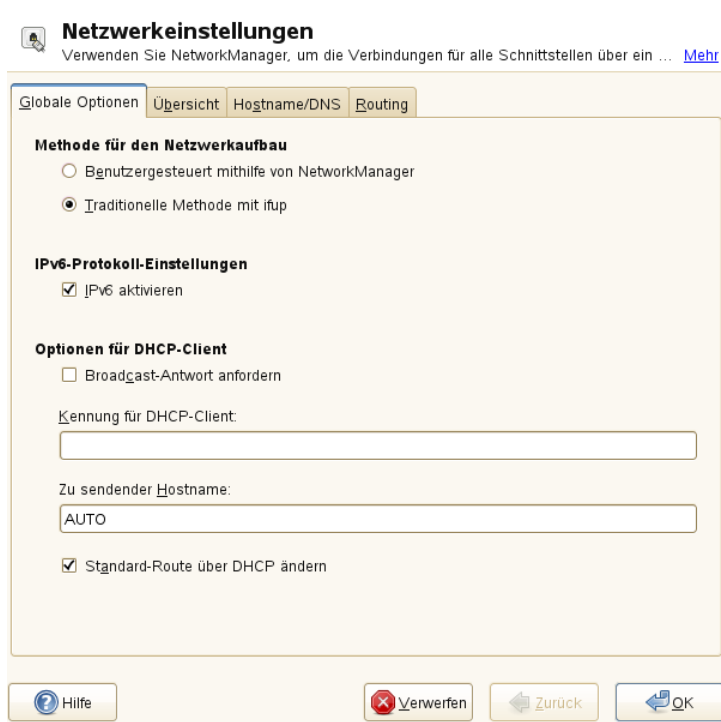 Netzwerkeinstellungen
Verwenden Sie NetworkManager, um die Verbindungen für alle Schnittstellen über ein ... Mehr
Globale Optionen Übersicht Hostname/DNS Routing
Methode für den Netzwerkaufbau
Benutzergesteuert mithilfe von NetworkManager
Traditionelle Methode mit ifup
IPv6-Protokoll-Einstellungen
IPv6 aktivieren
Optionen für DHCP-Client
Broadcast-Antwort anfordern
Kennung für DHCP-Client:
Zu sendender Hostname:
AUTO
Standard-Route über DHCP ändern
Hilfe Verwerfen Zurück OK